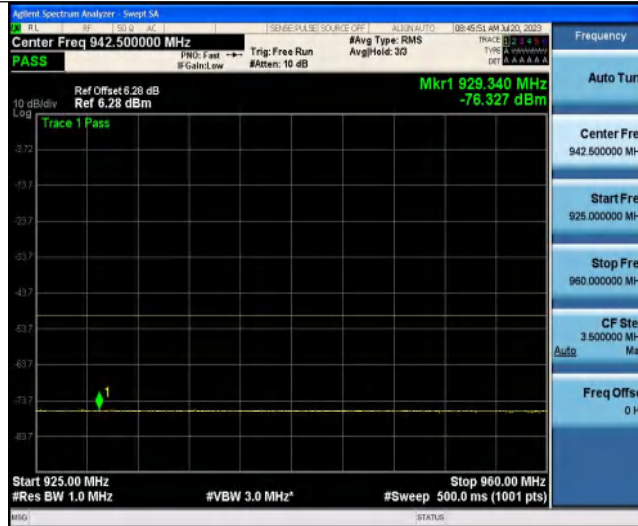 Agilent Spectrum Analyzer - Swept SA
RL RF 50 Ω AC SENSE:PULSE SOURCE OFF ALIGN AUTO 08:45:51 AM Jul 20, 2023
Center Freq 942.500000 MHz
#Avg Type: RMS
TRACE 1 2 3 4 5 6
PASS
PNO: Fast
Trig: Free Run
Avg|Hold: 3/3
TYPE
IFGain:Low
#Atten: 10 dB
DET A A A A A A
Mkr1 929.340 MHz
-76.327 dBm
Ref Offset 6.28 dB
10 dB/div Ref 6.28 dBm
Log
Trace 1 Pass
-3.72
-13.7
-23.7
-33.7
-43.7
-53.7
-63.7
-73.7
-83.7
1
Start 925.00 MHz
Stop 960.00 MHz
#Res BW 1.0 MHz
#VBW 3.0 MHz*
#Sweep 500.0 ms (1001 pts)
MSG
STATUS
Frequency
Auto Tun
Center Fre
942.500000 MH
Start Fre
925.000000 MH
Stop Fre
960.000000 MH
CF Ste
3.500000 MH
Auto Ma
Freq Offse
0 H